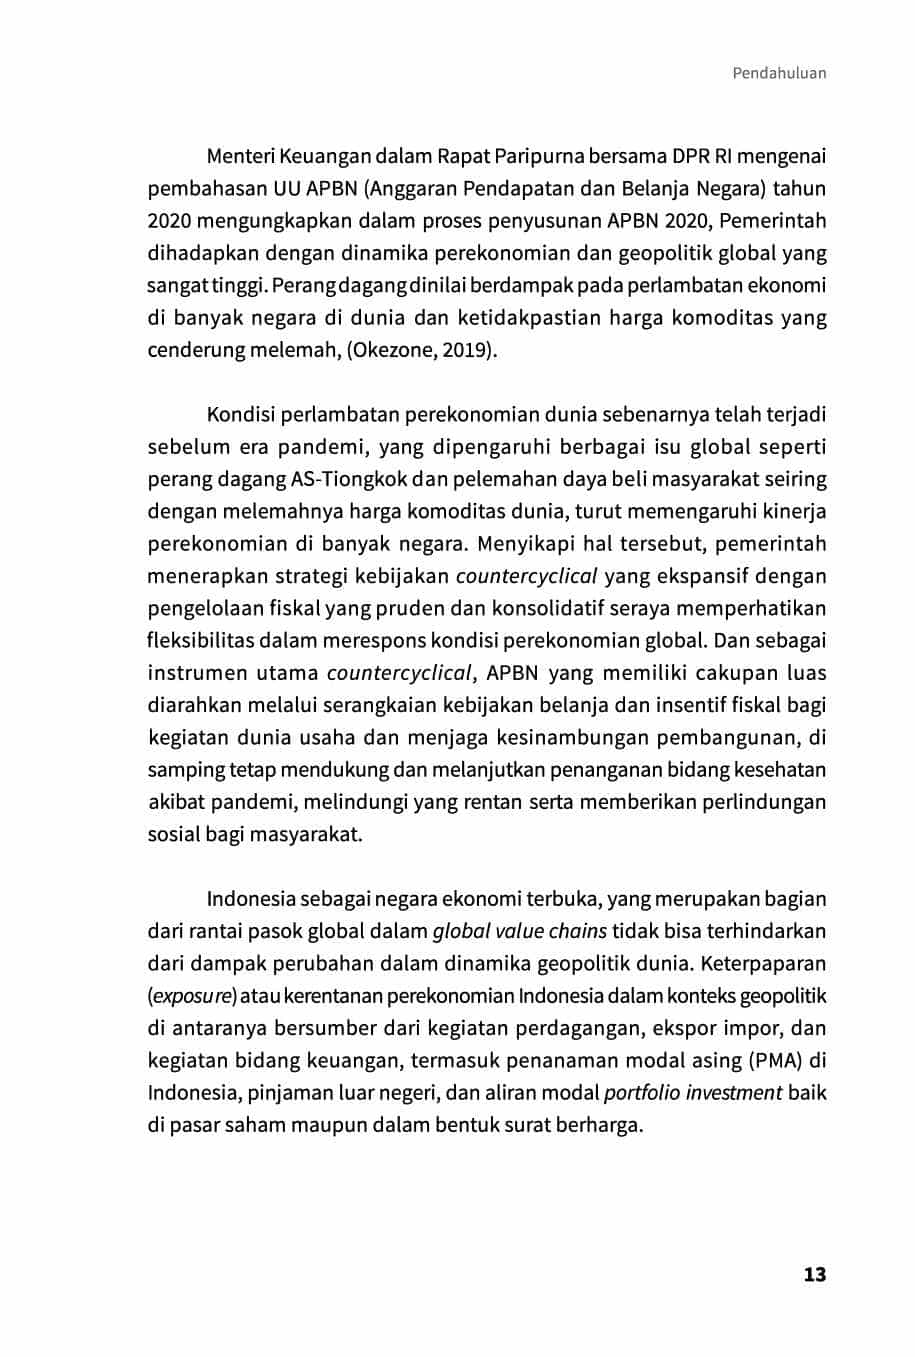 Pendahuluan
Menteri Keuangan dalam Rapat Paripurna bersama DPR RI mengenai
pembahasan UU APBN (Anggaran Pendapatan dan Belanja Negara) tahun
2020 mengungkapkan dalam proses penyusunan APBN 2020, Pemerintah
dihadapkan dengan dinamika perekonomian dan geopolitik global yang
sangat tinggi. Perang dagang dinilai berdampak pada perlambatan ekonomi
di banyak negara di dunia dan ketidakpastian harga komoditas yang
cenderung melemah, (Okezone, 2019).
Kondisi perlambatan perekonomian dunia sebenarnya telah terjadi
sebelum era pandemi, yang dipengaruhi berbagai isu global seperti
perang dagang AS-Tiongkok dan pelemahan daya beli masyarakat seiring
dengan melemahnya harga komoditas dunia, turut memengaruhi kinerja
perekonomian di banyak negara. Menyikapi hal tersebut, pemerintah
menerapkan strategi kebijakan countercyclical yang ekspansif dengan
pengelolaan fiskal yang pruden dan konsolidatif seraya memperhatikan
fleksibilitas dalam merespons kondisi perekonomian global. Dan sebagai
instrumen utama countercyclical, APBN yang memiliki cakupan luas
diarahkan melalui serangkaian kebijakan belanja dan insentif fiskal bagi
kegiatan dunia usaha dan menjaga kesinambungan pembangunan, di
samping tetap mendukung dan melanjutkan penanganan bidang kesehatan
akibat pandemi, melindungi yang rentan serta memberikan perlindungan
sosial bagi masyarakat.
Indonesia sebagai negara ekonomi terbuka, yang merupakan bagian
dari rantai pasok global dalam global value chains tidak bisa terhindarkan
dari dampak perubahan dalam dinamika geopolitik dunia. Keterpaparan
(exposure) atau kerentanan perekonomian Indonesia dalam konteks geopolitik
di antaranya bersumber dari kegiatan perdagangan, ekspor impor, dan
kegiatan bidang keuangan, termasuk penanaman modal asing (PMA) di
Indonesia, pinjaman luar negeri, dan aliran modal portfolio investment baik
di pasar saham maupun dalam bentuk surat berharga.
13